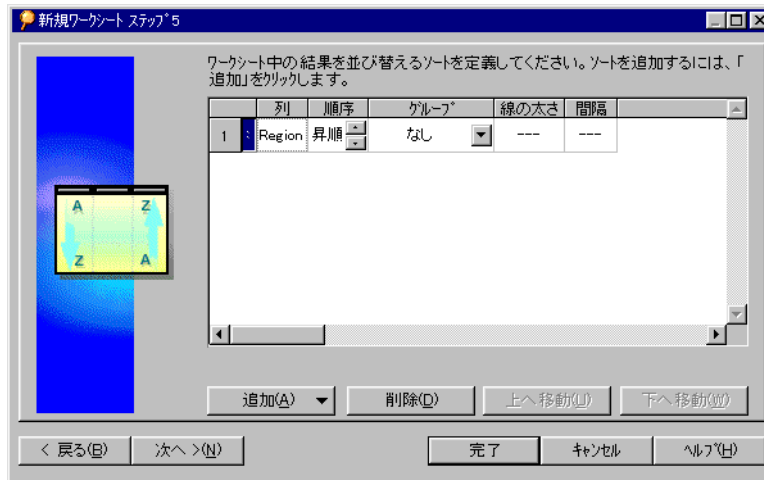 新規ワークシート ステップ5
ワークシート中の結果を並び替えるソートを定義してください。ソートを追加するには、「
追加」をクリックします。
列 順序 グループ 線の太さ 間隔
1 Region 昇順 なし --- ---
A Z
Z A
追加(A) 削除(D) 上へ移動(U) 下へ移動(W)
< 戻る(B) 次へ >(N) 完了 キャンセル ヘルプ(H)